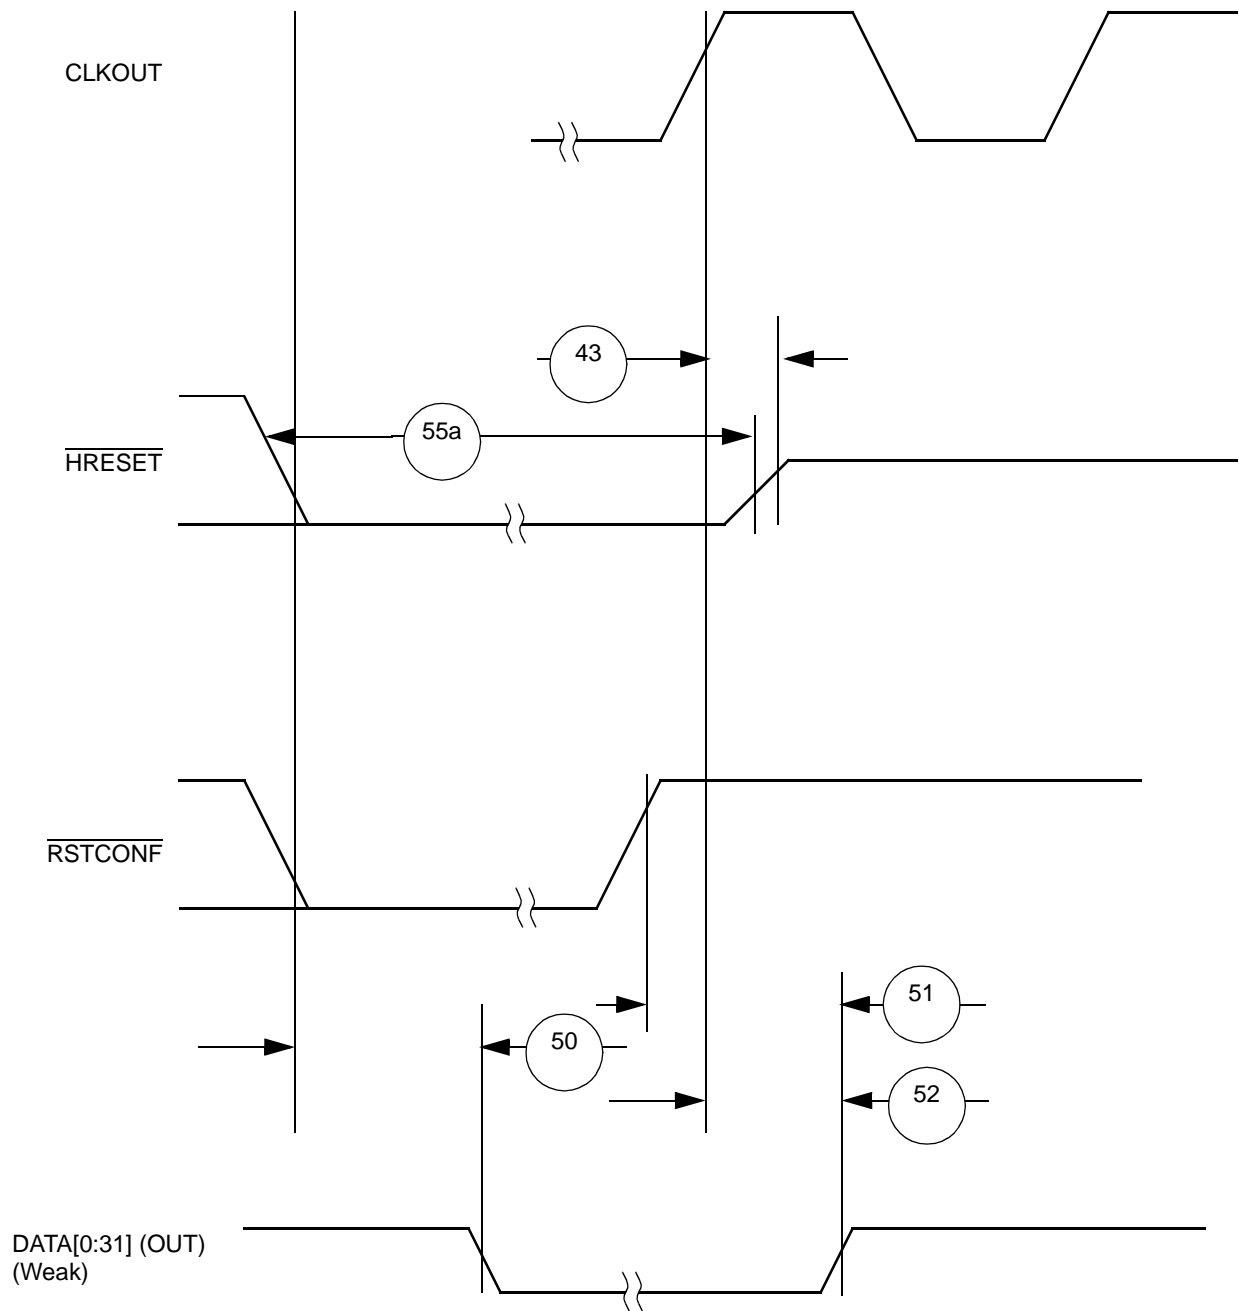 CLKOUT
43
55a
HRESET
RSTCONF
51
50
52
DATA[0:31] (OUT)
(Weak)